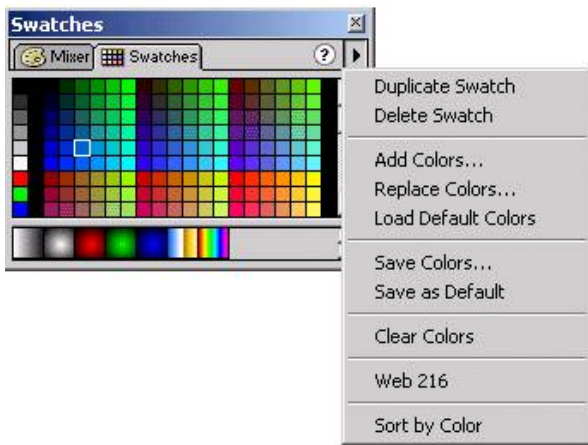 Swatches
Mixer
Swatches
?
Duplicate Swatch
Delete Swatch
Add Colors...
Replace Colors...
Load Default Colors
Save Colors...
Save as Default
Clear Colors
Web 216
Sort by Color